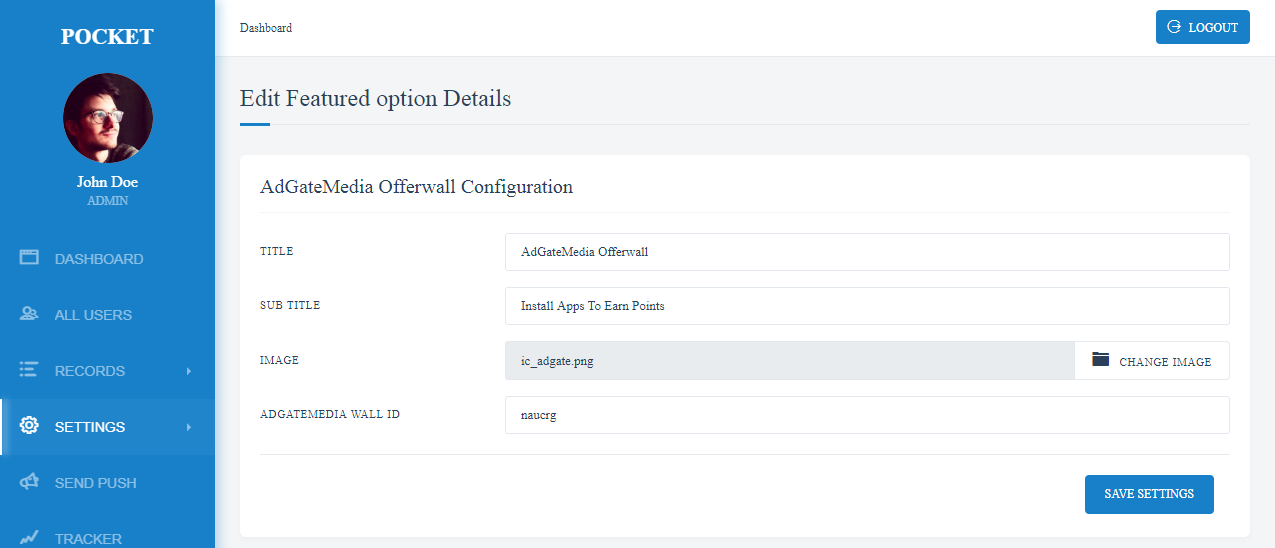 POCKET
John Doe
ADMIN
DASHBOARD
ALL USERS
RECORDS
SETTINGS
SEND PUSH
TRACKER
Dashboard
LOGOUT
Edit Featured option Details
AdGateMedia Offerwall Configuration
TITLE
AdGateMedia Offerwall
SUB TITLE
Install Apps To Earn Points
IMAGE
ic_adgate.png
CHANGE IMAGE
ADGATEMEDIA WALL ID
naucrg
SAVE SETTINGS